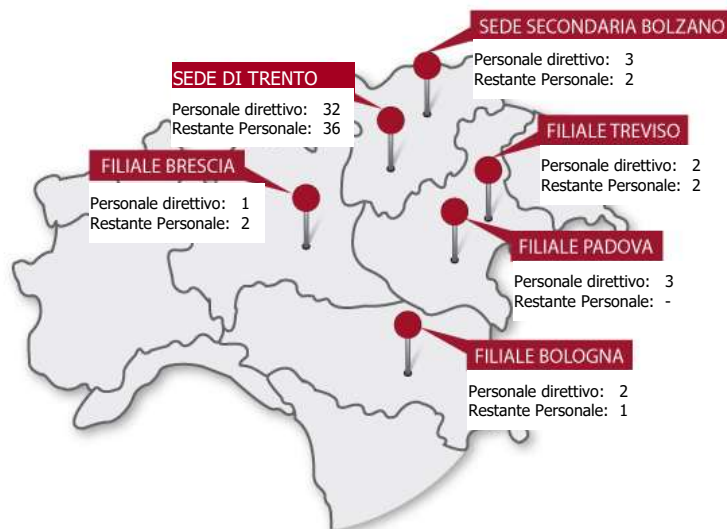 SEDE SECONDARIA BOLZANO
Personale direttivo: 3
Restante Personale: 2
SEDE DI TRENTO
Personale direttivo: 32
Restante Personale: 36
FILIALE TREVISO
Personale direttivo: 2
Restante Personale: 2
FILIALE BRESCIA
Personale direttivo: 1
Restante Personale: 2
FILIALE PADOVA
Personale direttivo: 3
Restante Personale: -
FILIALE BOLOGNA
Personale direttivo: 2
Restante Personale: 1